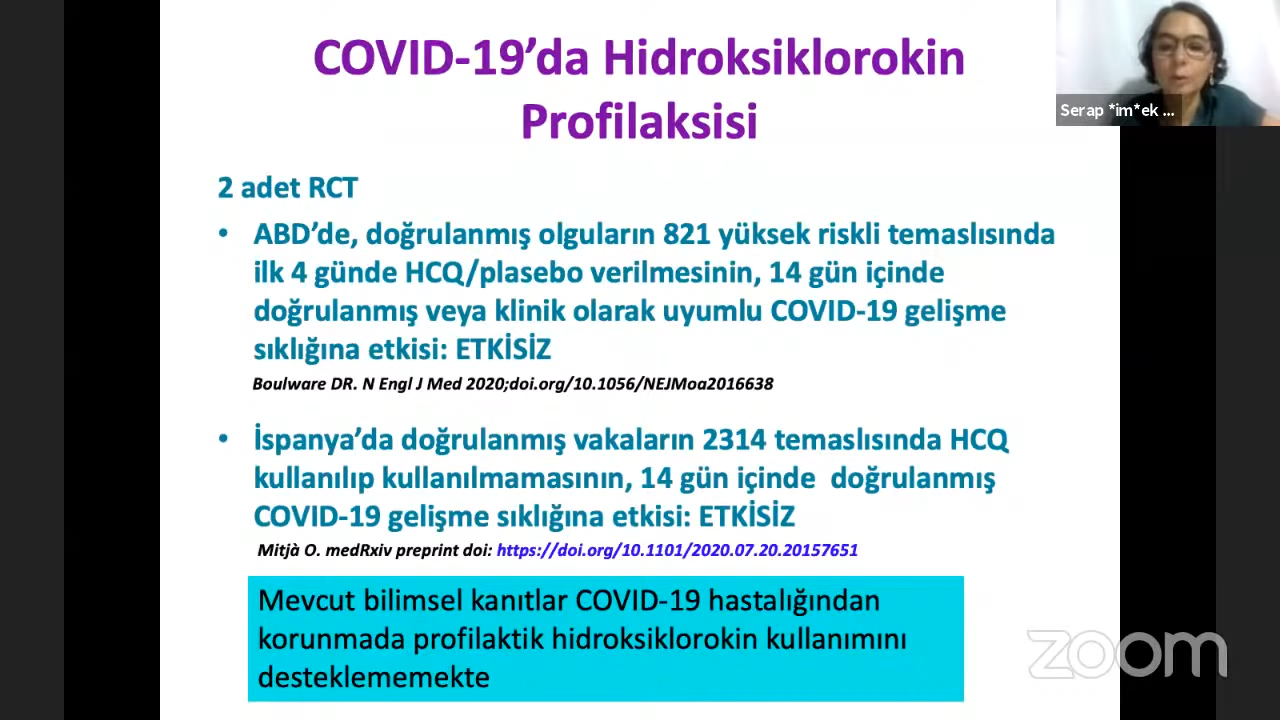 COVID-19’da Hidroksiklorokin
Profilaksisi
Serap *im*ek ...
2 adet RCT
• ABD’de, doğrulanmış olguların 821 yüksek riskli temaslısında
ilk 4 günde HCQ/plasebo verilmesinin, 14 gün içinde
doğrulanmış veya klinik olarak uyumlu COVID-19 gelişme
sıklığına etkisi: ETKİSİZ
Boulware DR. N Engl J Med 2020;doi.org/10.1056/NEJMoa2016638
• İspanya’da doğrulanmış vakaların 2314 temaslısında HCQ
kullanılıp kullanılmamasının, 14 gün içinde doğrulanmış
COVID-19 gelişme sıklığına etkisi: ETKİSİZ
Mitjà O. medRxiv preprint doi: https://doi.org/10.1101/2020.07.20.20157651
Mevcut bilimsel kanıtlar COVID-19 hastalığından
korunmada profilaktik hidroksiklorokin kullanımını
desteklememekte
zoom